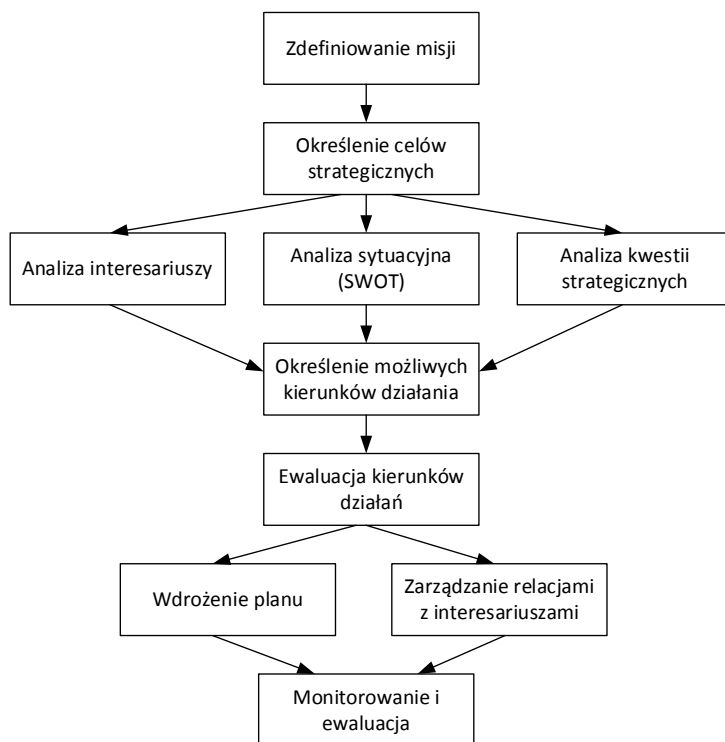 Zdefiniowanie misji
Określenie celów
strategicznych
Analiza interesariuszy
Analiza sytuacyjna
(SWOT)
Analiza kwestii
strategicznych
Określenie możliwych
kierunków działania
Ewaluacja kierunków
działań
Wdrożenie planu
Zarządzanie relacjami
z interesariuszami
Monitorowanie i
ewaluacja